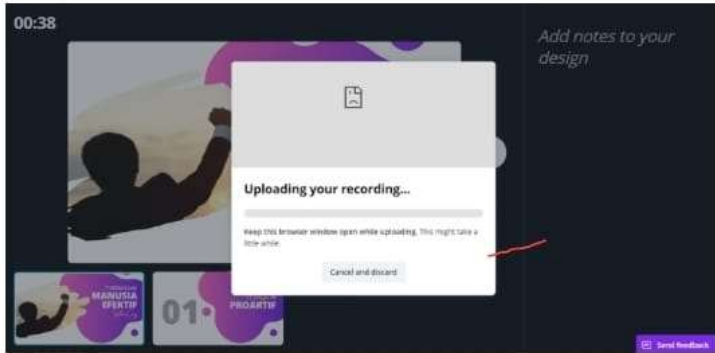 00:38
Add notes to your
design
Uploading your recording...
Keep this browser window open while uploading. This might take a
little while.
Cancel and discard
MANUSIA
EFEKTIF
01
PROAKTIF
Send feedback